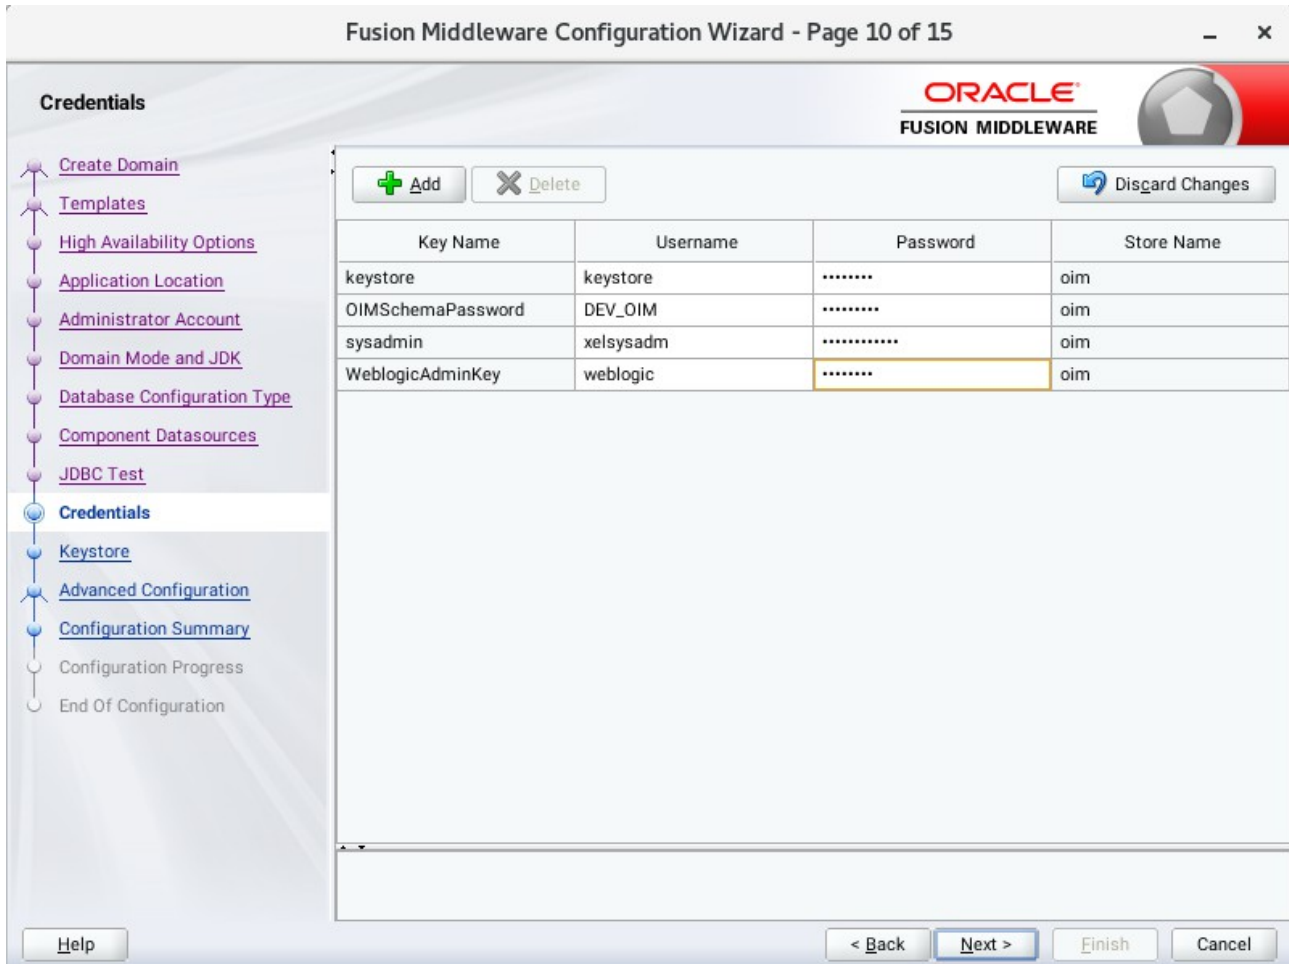 Fusion Middleware Configuration Wizard - Page 10 of 15
Credentials
ORACLE
FUSION MIDDLEWARE
Create Domain
Templates
High Availability Options
Application Location
Administrator Account
Domain Mode and JDK
Database Configuration Type
Component Datasources
JDBC Test
Credentials
Keystore
Advanced Configuration
Configuration Summary
Configuration Progress
End Of Configuration
Add Delete Discard Changes
Key Name Username Password Store Name
keystore keystore •••••••• oim
OIMSchemaPassword DEV_OIM ••••••••• oim
sysadmin xelsysadm •••••••••••• oim
WeblogicAdminKey weblogic •••••••• oim
Help < Back Next > Finish Cancel